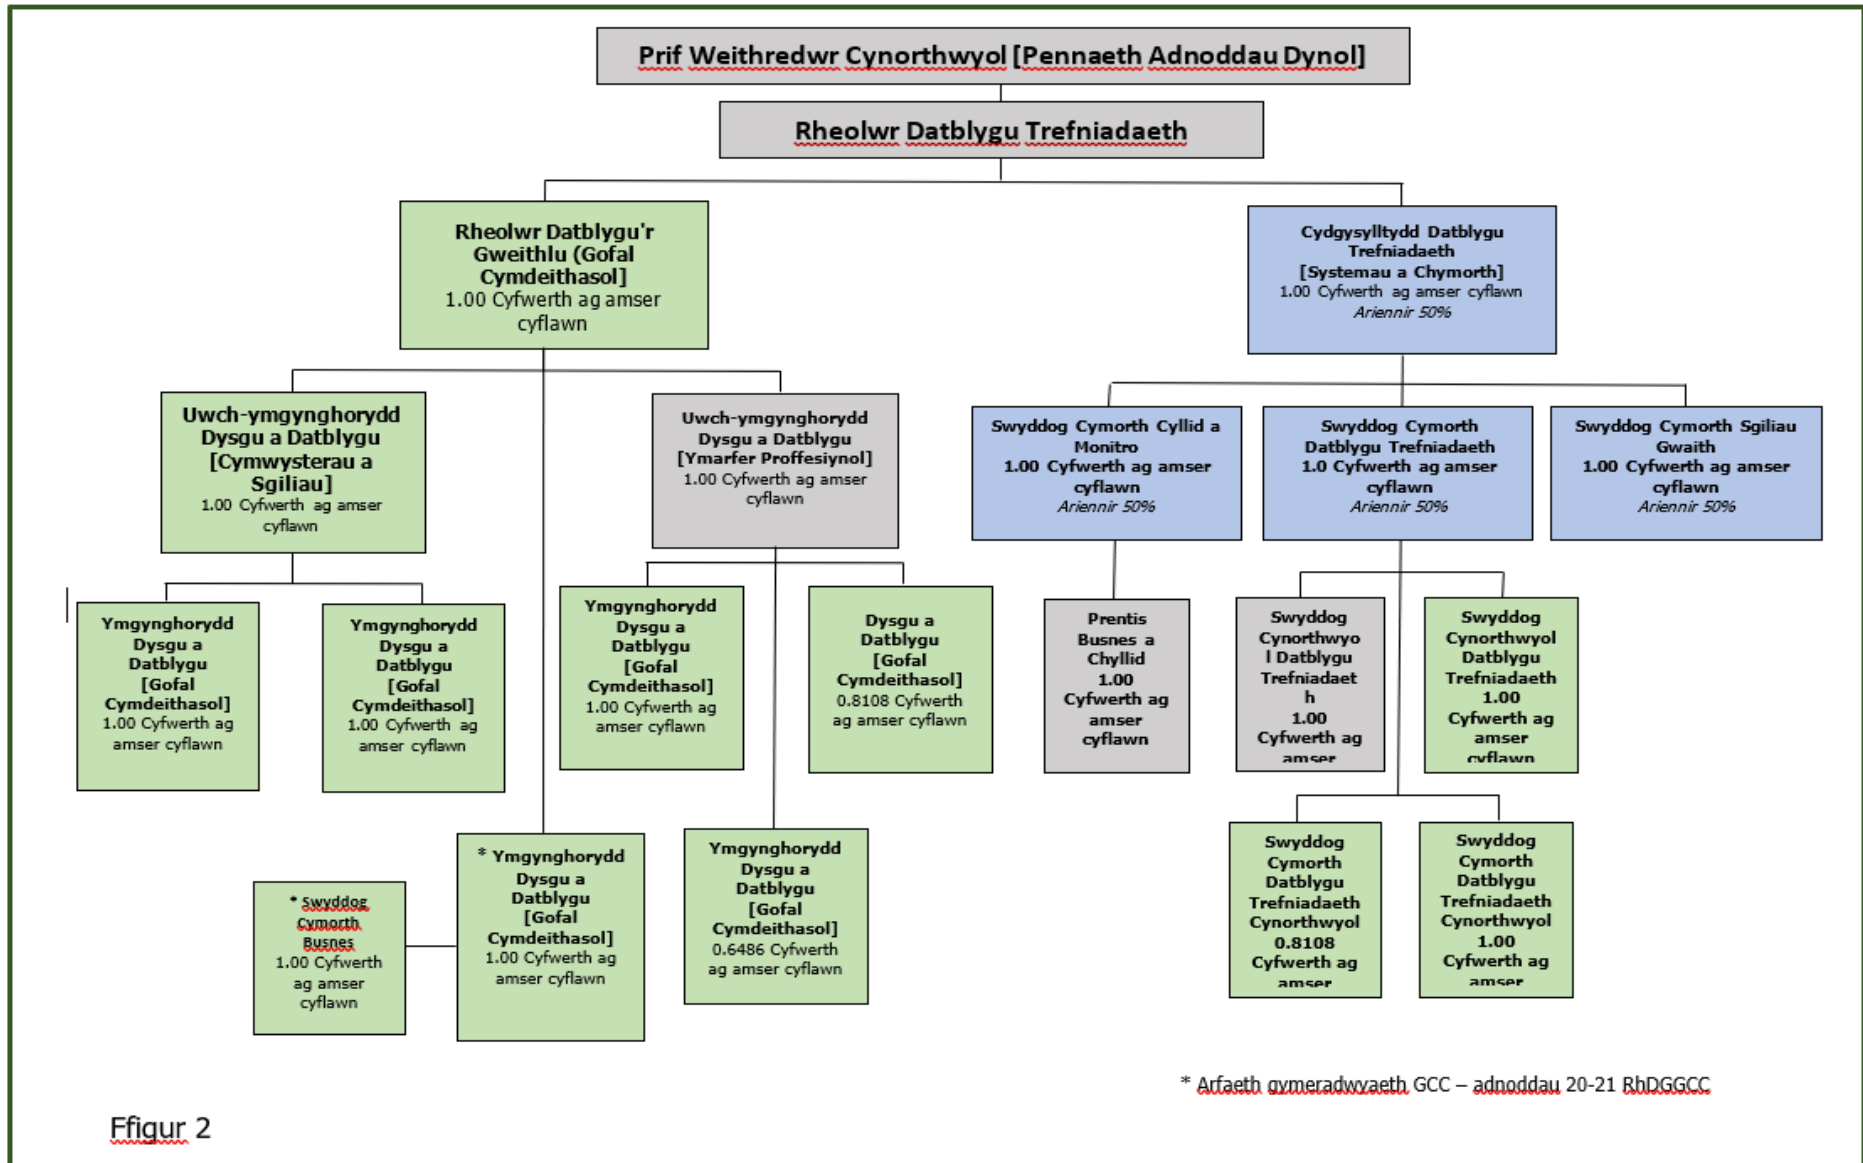 Prif Weithredwr Cynorthwyol [Pennaeth Adnoddau Dynol]
Rheolwr Datblygu Trefniadaeth
Rheolwr Datblygu'r
Gweithlu (Gofal
Cymdeithasol]
1.00 Cyfwerth ag amser
cyflawn
Cydgysylltydd Datblygu
Trefniadaeth
[Systemau a Chymorth]
1.00 Cyfwerth ag amser cyflawn
Ariennir 50%
Uwch-ymgynghorydd
Dysgu a Datblygu
[Cymwysterau a
Sgiliau]
1.00 Cyfwerth ag amser
cyflawn
Uwch-ymgynghorydd
Dysgu a Datblygu
[Ymarfer Proffesiynol]
1.00 Cyfwerth ag amser
cyflawn
Swyddog Cymorth Cyllid a
Monitro
1.00 Cyfwerth ag amser
cyflawn
Ariennir 50%
Swyddog Cymorth
Datblygu Trefniadaeth
1.0 Cyfwerth ag amser
cyflawn
Ariennir 50%
Swyddog Cymorth Sgiliau
Gwaith
1.00 Cyfwerth ag amser
cyflawn
Ariennir 50%
Ymgynghorydd
Dysgu a
Datblygu
[Gofal
Cymdeithasol]
1.00 Cyfwerth ag
amser cyflawn
Ymgynghorydd
Dysgu a
Datblygu
[Gofal
Cymdeithasol]
1.00 Cyfwerth ag
amser cyflawn
Ymgynghorydd
Dysgu a
Datblygu
[Gofal
Cymdeithasol]
1.00 Cyfwerth ag
amser cyflawn
Dysgu a
Datblygu
[Gofal
Cymdeithasol]
0.8108 Cyfwerth
ag amser cyflawn
Prentis
Busnes a
Chyllid
1.00
Cyfwerth ag
amser
cyflawn
Swyddog
Cynorthwyo
l Datblygu
Trefniadaet
h
1.00
Cyfwerth ag
amser
Swyddog
Cynorthwyol
Datblygu
Trefniadaeth
1.00
Cyfwerth ag
amser
cyflawn
* Swyddog
Cymorth
Busnes
1.00 Cyfwerth
ag amser
cyflawn
* Ymgynghorydd
Dysgu a
Datblygu
[Gofal
Cymdeithasol]
1.00 Cyfwerth ag
amser cyflawn
Ymgynghorydd
Dysgu a
Datblygu
[Gofal
Cymdeithasol]
0.6486 Cyfwerth
ag amser cyflawn
Swyddog
Cymorth
Datblygu
Trefniadaeth
Cynorthwyol
0.8108
Cyfwerth ag
amser
Swyddog
Cymorth
Datblygu
Trefniadaeth
Cynorthwyol
1.00
Cyfwerth ag
amser
* Arfaeth gymeradwyaeth GCC – adnoddau 20-21 RhDGGCC
Ffigur 2